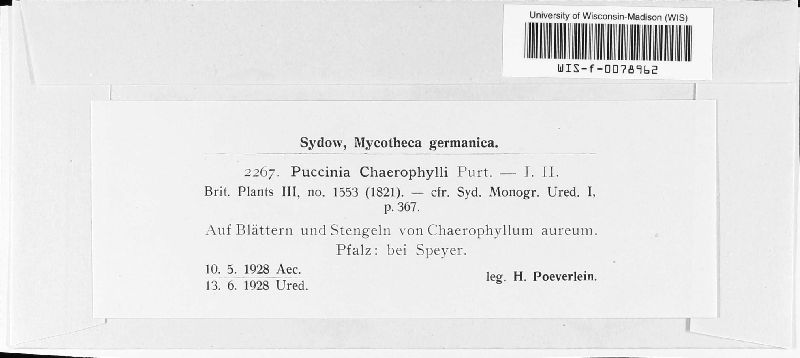 University of Wisconsin-Madison (WIS)
WIS-f-0078962
Sydow, Mycotheca germanica.
2267. Puccinia Chaerophylli Purt. — I. II.
Brit. Plants III, no. 1553 (1821). — cfr. Syd. Monogr. Ured. I,
p. 367.
Auf Blättern und Stengeln von Chaerophyllum aureum.
Pfalz: bei Speyer.
10. 5. 1928 Aec.
13. 6. 1928 Ured.
leg. H. Poeverlein.